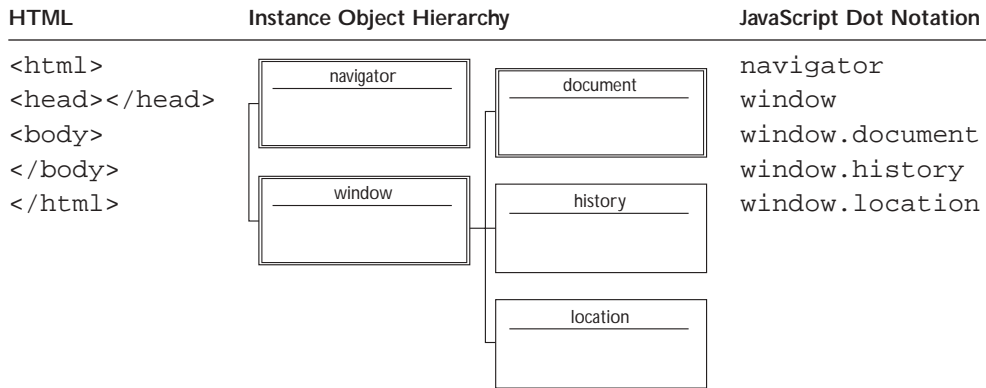 HTML Instance Object Hierarchy JavaScript Dot Notation
<html>
<head></head>
<body>
</body>
</html>
navigator
window
document
history
location
navigator
window
window.document
window.history
window.location